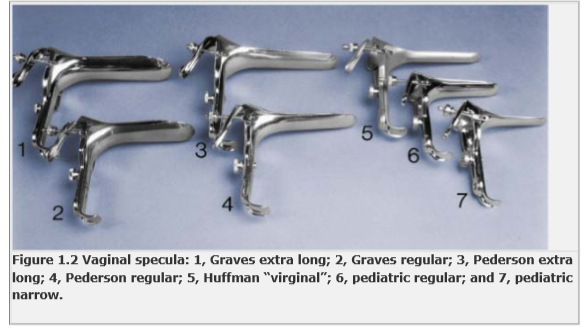 1
2
3
4
5
6
7
Figure 1.2 Vaginal specula: 1, Graves extra long; 2, Graves regular; 3, Pederson extra
long; 4, Pederson regular; 5, Huffman “virginal”; 6, pediatric regular; and 7, pediatric
narrow.